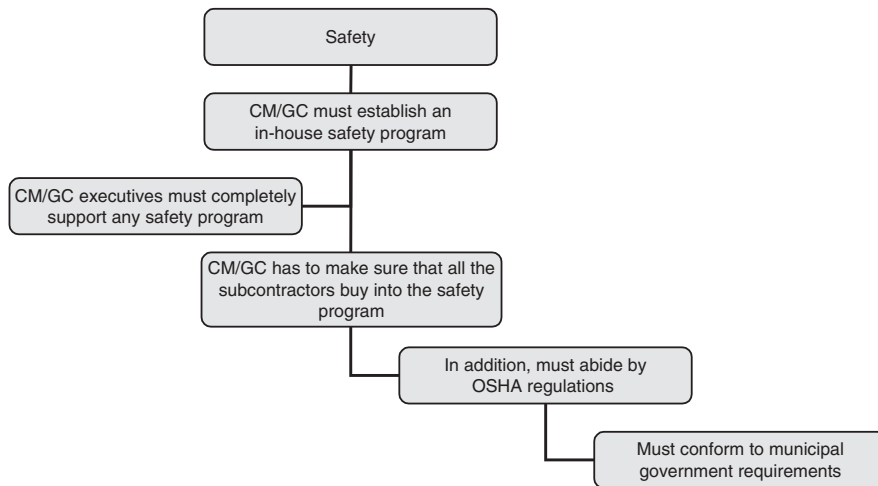 Safety
CM/GC must establish an
in-house safety program
CM/GC executives must completely
support any safety program
CM/GC has to make sure that all the
subcontractors buy into the safety
program
In addition, must abide by
OSHA regulations
Must conform to municipal
government requirements